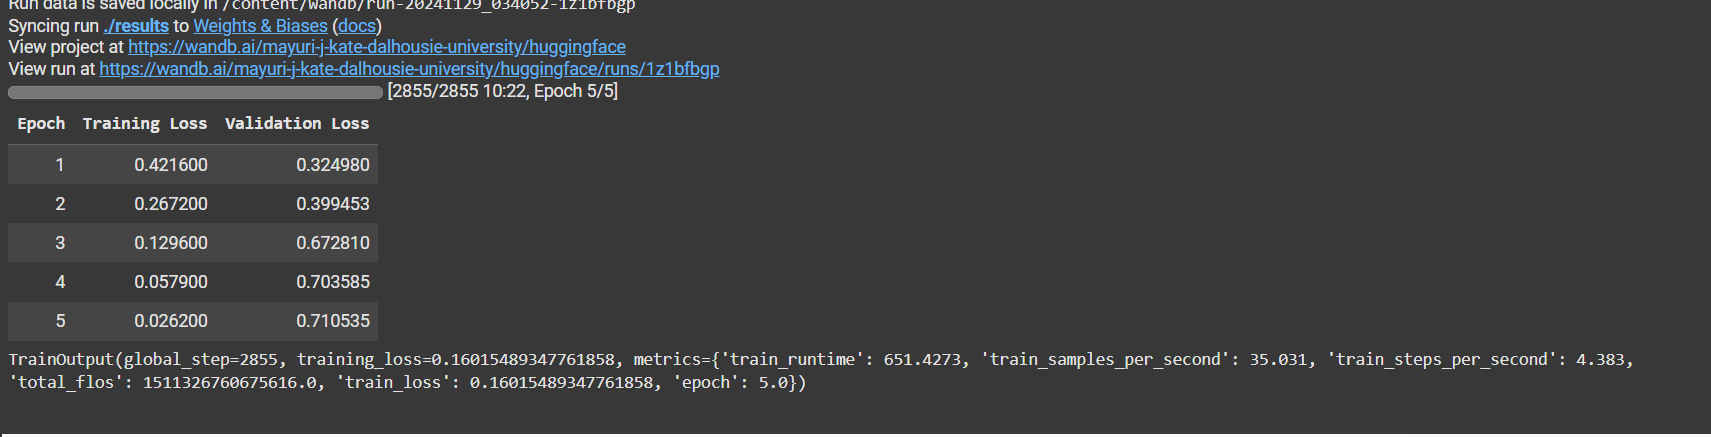 Run data is saved locally in /content/wandb/run-20241129_034052-1z1bfbgp
Syncing run ./results to Weights & Biases (docs)
View project at https://wandb.ai/mayuri-j-kate-dalhousie-university/huggingface
View run at https://wandb.ai/mayuri-j-kate-dalhousie-university/huggingface/runs/1z1bfbgp
[2855/2855 10:22, Epoch 5/5]
Epoch Training Loss Validation Loss
1 0.421600 0.324980
2 0.267200 0.399453
3 0.129600 0.672810
4 0.057900 0.703585
5 0.026200 0.710535
TrainOutput(global_step=2855, training_loss=0.16015489347761858, metrics={'train_runtime': 651.4273, 'train_samples_per_second': 35.031, 'train_steps_per_second': 4.383,
'total_flos': 1511326760675616.0, 'train_loss': 0.16015489347761858, 'epoch': 5.0})